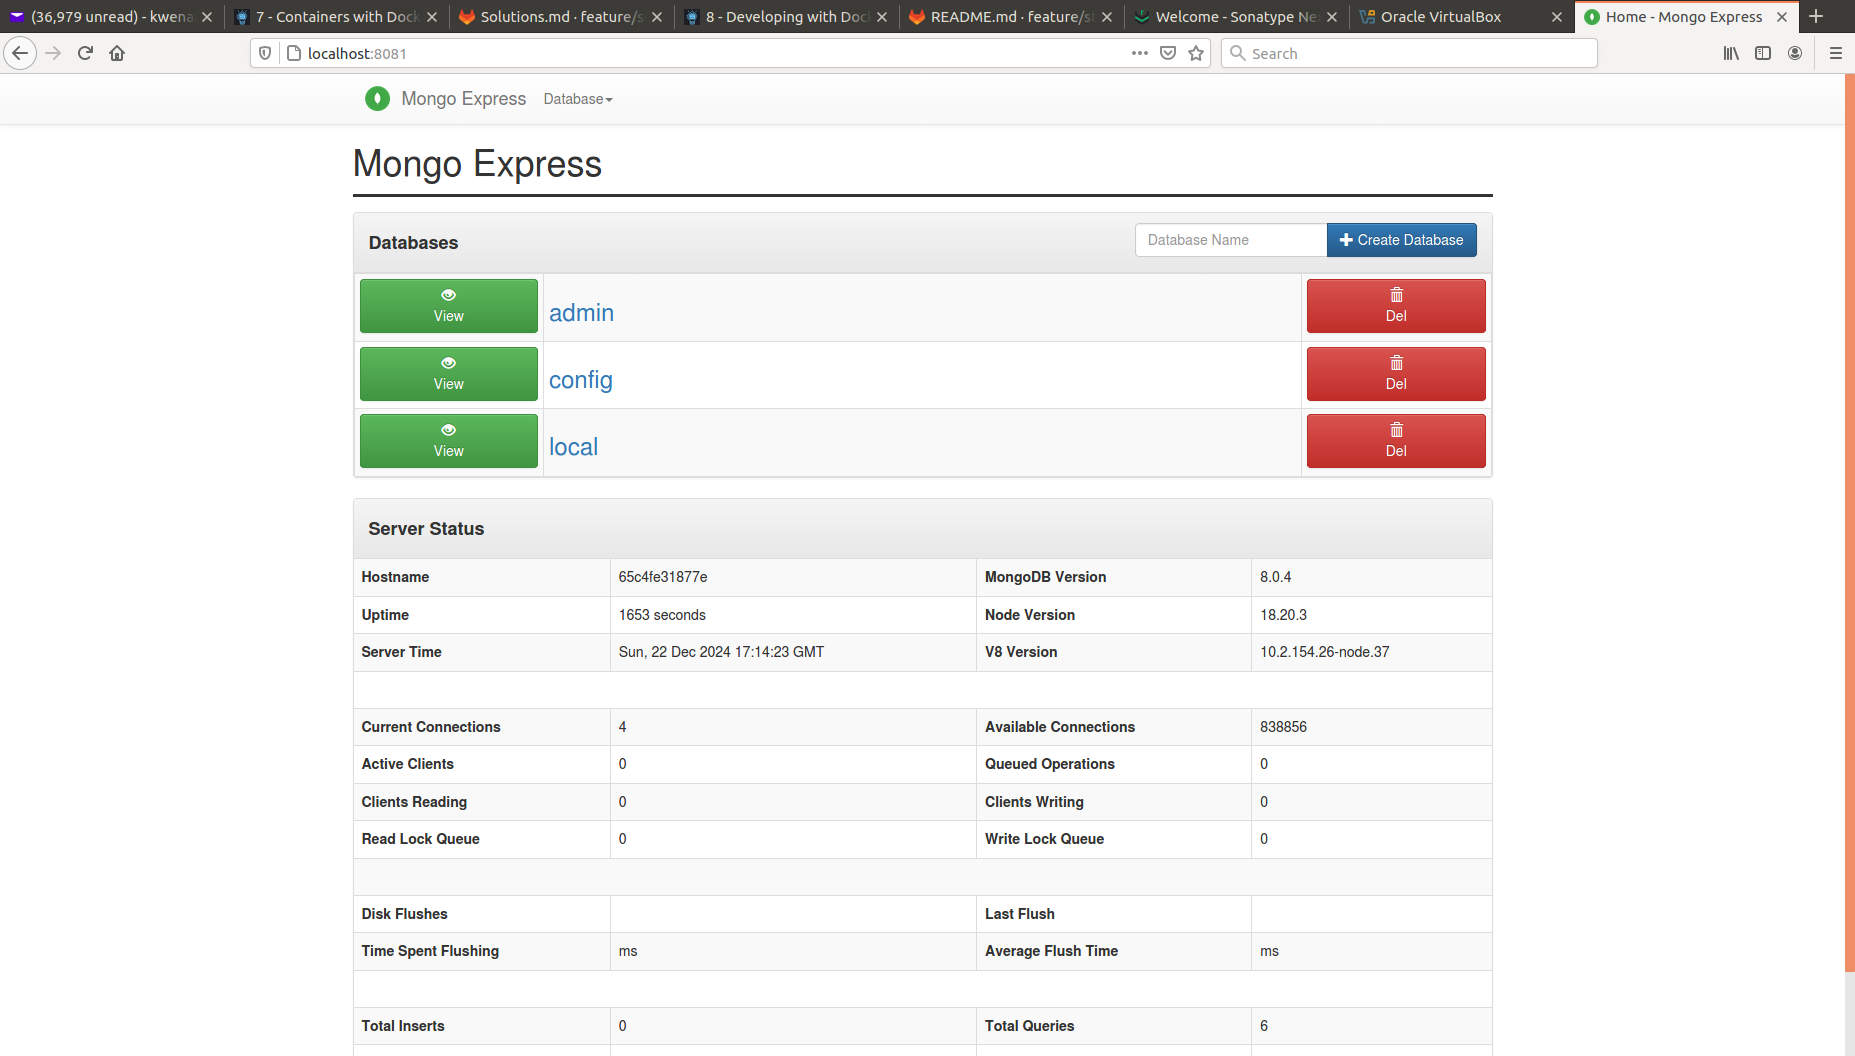 (36,979 unread) - kwena
7 - Containers with Dock
Solutions.md · feature/s
8 - Developing with Doc
README.md · feature/st
Welcome - Sonatype Ne
Oracle VirtualBox
Home - Mongo Express
localhost:8081
Search
Mongo Express Database
Mongo Express
Databases
Database Name
Create Database
View admin Del
View config Del
View local Del
Server Status
Hostname 65c4fe31877e MongoDB Version 8.0.4
Uptime 1653 seconds Node Version 18.20.3
Server Time Sun, 22 Dec 2024 17:14:23 GMT V8 Version 10.2.154.26-node.37
Current Connections 4 Available Connections 838856
Active Clients 0 Queued Operations 0
Clients Reading 0 Clients Writing 0
Read Lock Queue 0 Write Lock Queue 0
Disk Flushes Last Flush
Time Spent Flushing ms Average Flush Time ms
Total Inserts 0 Total Queries 6